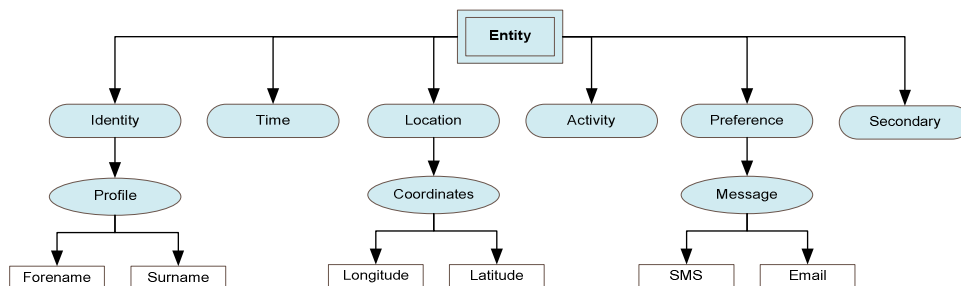 Entity
Identity
Time
Location
Activity
Preference
Secondary
Profile
Coordinates
Message
Forename
Surname
Longitude
Latitude
SMS
Email